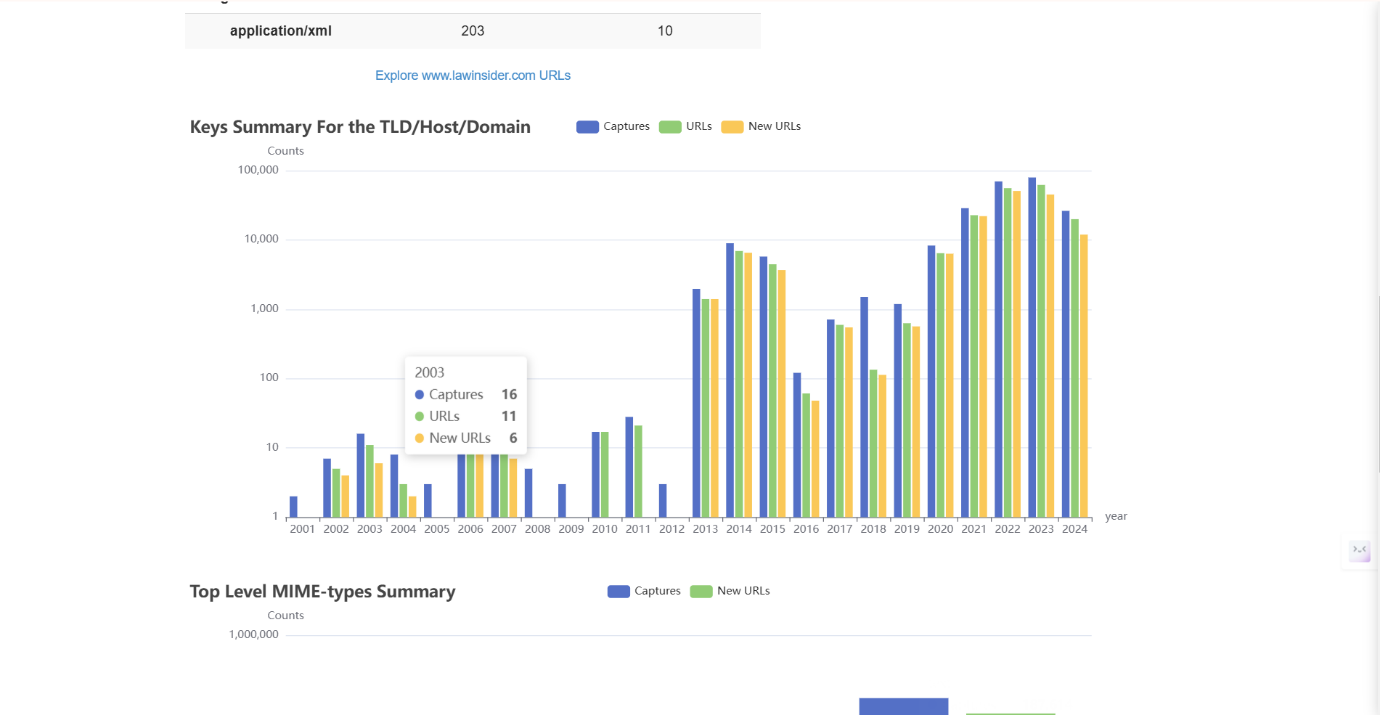 application/xml 203 10
Explore www.lawinsider.com URLs
Keys Summary For the TLD/Host/Domain
Captures URLs New URLs
Counts
100,000
10,000
1,000
100
10
1
2003
Captures 16
URLs 11
New URLs 6
2001 2002 2003 2004 2005 2006 2007 2008 2009 2010 2011 2012 2013 2014 2015 2016 2017 2018 2019 2020 2021 2022 2023 2024
year
Top Level MIME-types Summary
Captures New URLs
Counts
1,000,000